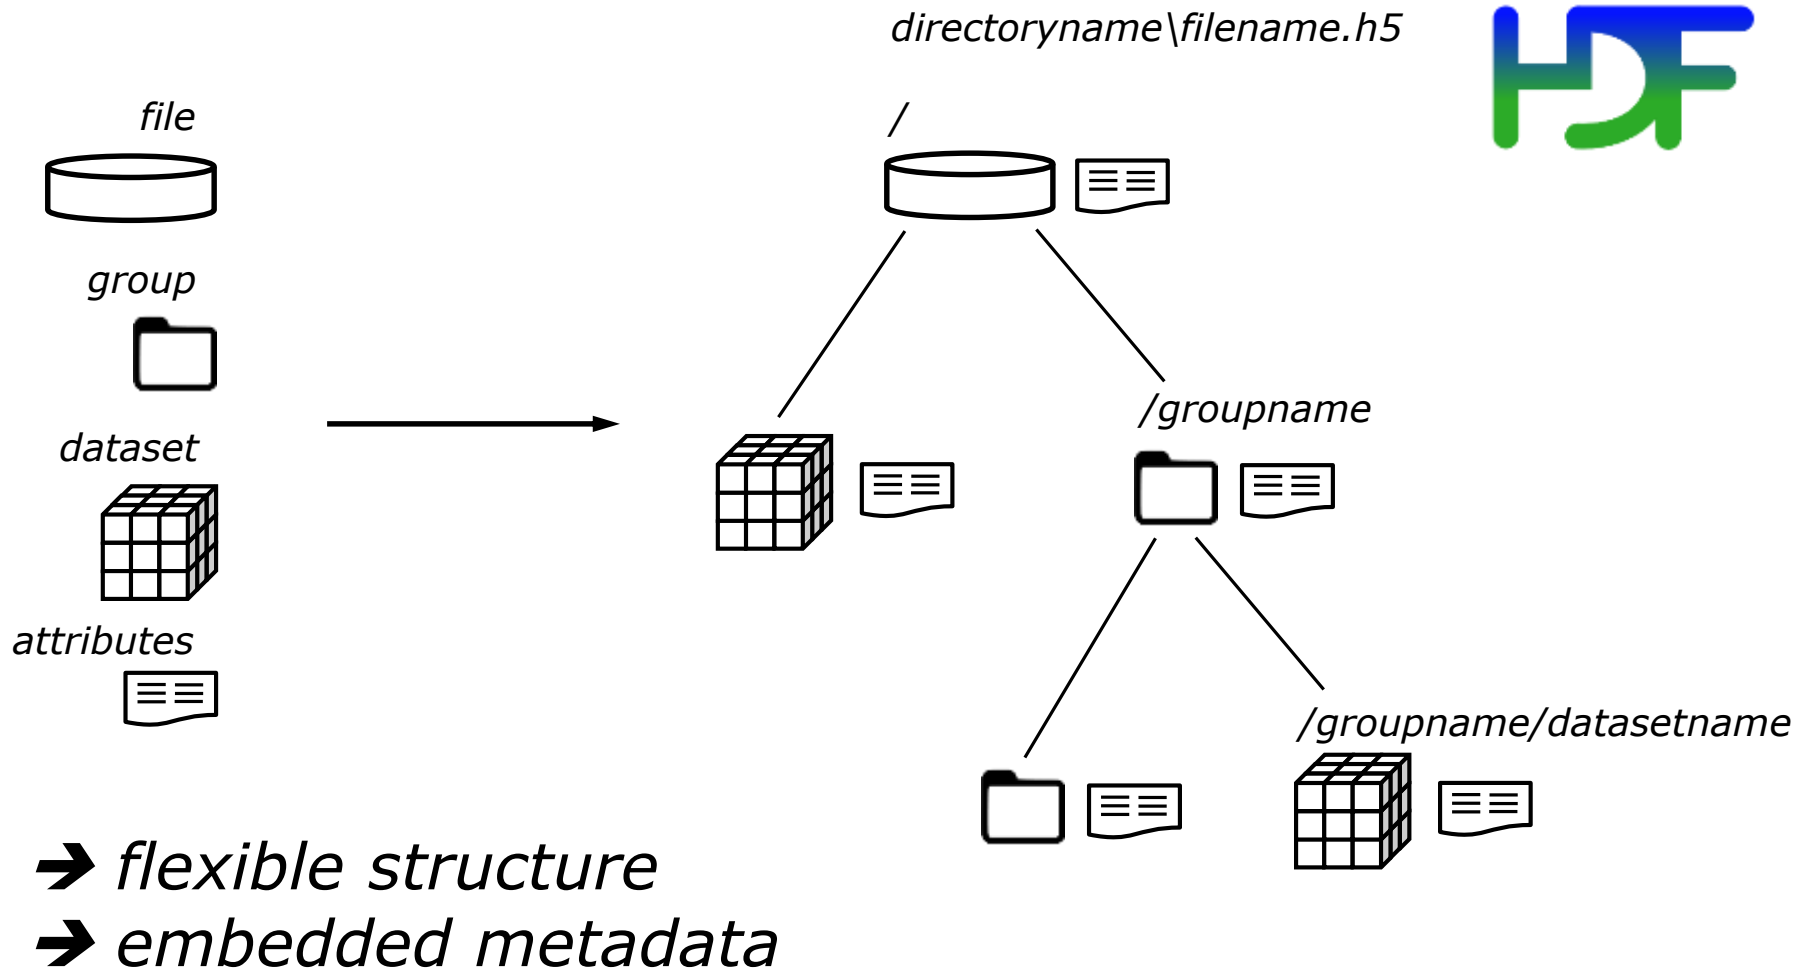 directoryname\filename.h5
HDF
file
/
group
/groupname
dataset
attributes
/groupname/datasetname
➔ flexible structure
➔ embedded metadata